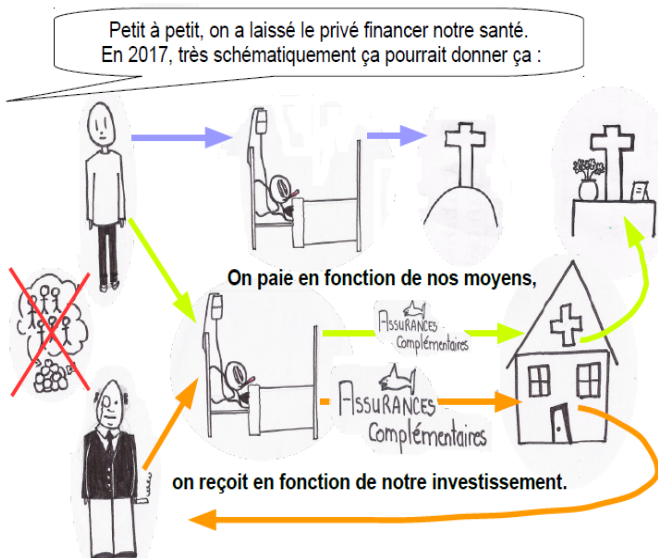 Petit à petit, on a laissé le privé financer notre santé.
En 2017, très schématiquement ça pourrait donner ça :
On paie en fonction de nos moyens,
ASSURANCES
Complémentaires
ASSURANCES
Complémentaires
on reçoit en fonction de notre investissement.